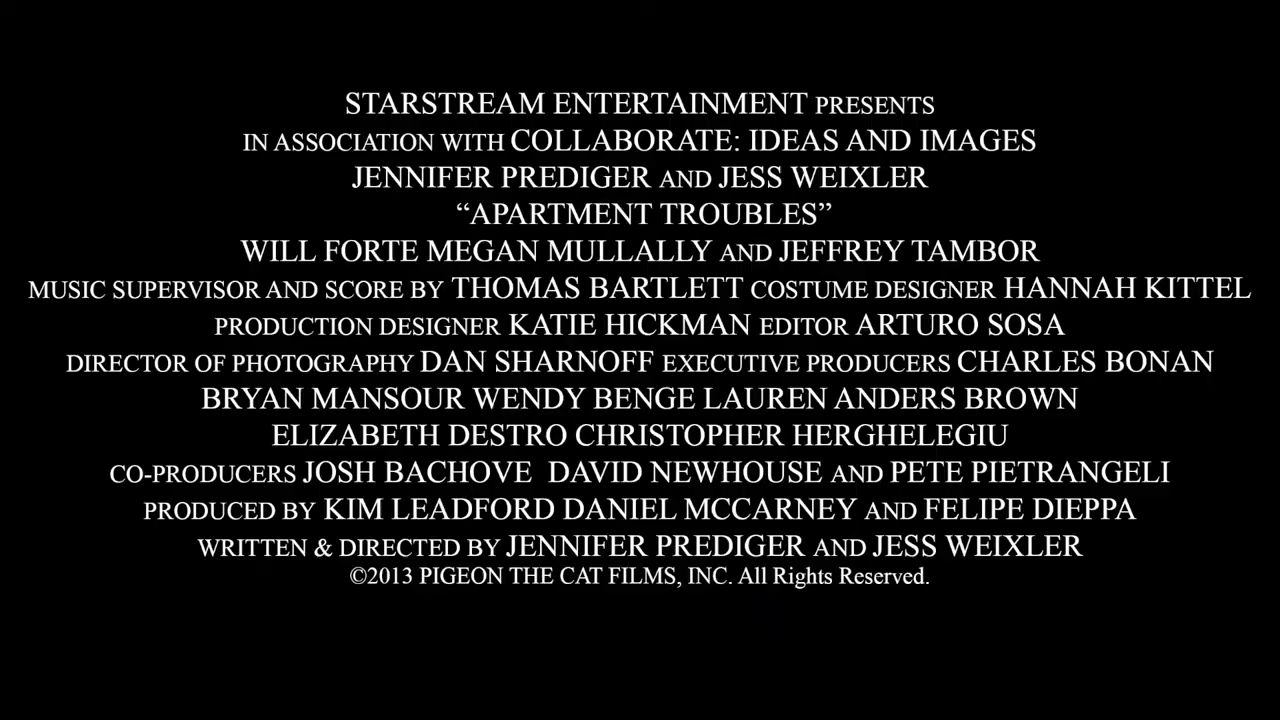 STARSTREAM ENTERTAINMENT PRESENTS
IN ASSOCIATION WITH COLLABORATE: IDEAS AND IMAGES
JENNIFER PREDIGER AND JESS WEIXLER
“APARTMENT TROUBLES”
WILL FORTE MEGAN MULLALLY AND JEFFREY TAMBOR
MUSIC SUPERVISOR AND SCORE BY THOMAS BARTLETT COSTUME DESIGNER HANNAH KITTEL
PRODUCTION DESIGNER KATIE HICKMAN EDITOR ARTURO SOSA
DIRECTOR OF PHOTOGRAPHY DAN SHARNOFF EXECUTIVE PRODUCERS CHARLES BONAN
BRYAN MANSOUR WENDY BENGE LAUREN ANDERS BROWN
ELIZABETH DESTRO CHRISTOPHER HERGHELEGIU
CO-PRODUCERS JOSH BACHOVE  DAVID NEWHOUSE AND PETE PIETRANGELI
PRODUCED BY KIM LEADFORD DANIEL MCCARNEY AND FELIPE DIEPPA
WRITTEN & DIRECTED BY JENNIFER PREDIGER AND JESS WEIXLER
©2013 PIGEON THE CAT FILMS, INC. All Rights Reserved.